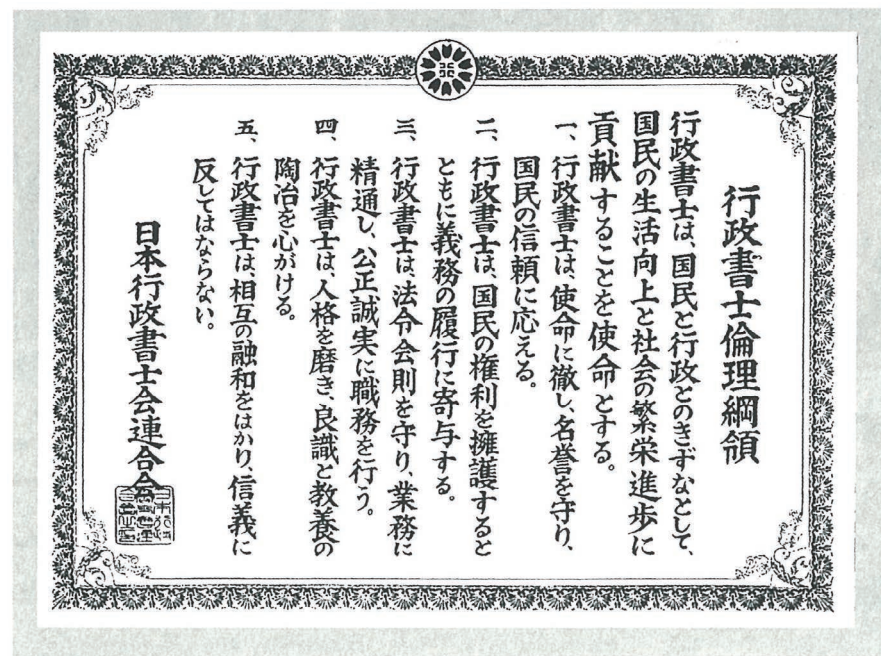 行政書士倫理綱領
行政書士は、国民と行政とのきずなとして、
国民の生活向上と社会の繁栄進歩に
貢献することを使命とする。
一、行政書士は、使命に徹し、名誉を守り、
国民の信頼に応える。
二、行政書士は、国民の権利を擁護すると
ともに義務の履行に寄与する。
三、行政書士は、法令会則を守り、業務に
精通し、公正誠実に職務を行う。
四、行政書士は、人格を磨き、良識と教養の
陶冶を心がける。
五、行政書士は、相互の融和をはかり、信義に
反してはならない。
日本行政書士会連合会